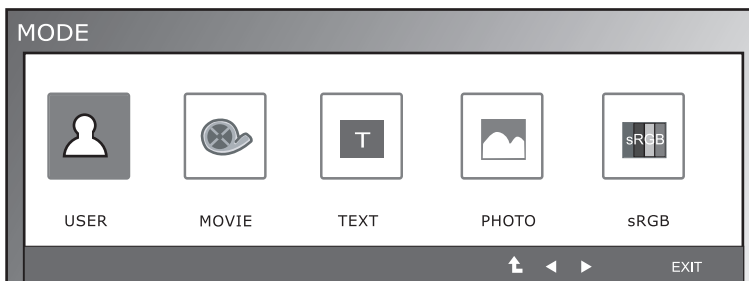 MODE
T
sRGB
USER MOVIE TEXT PHOTO sRGB
EXIT